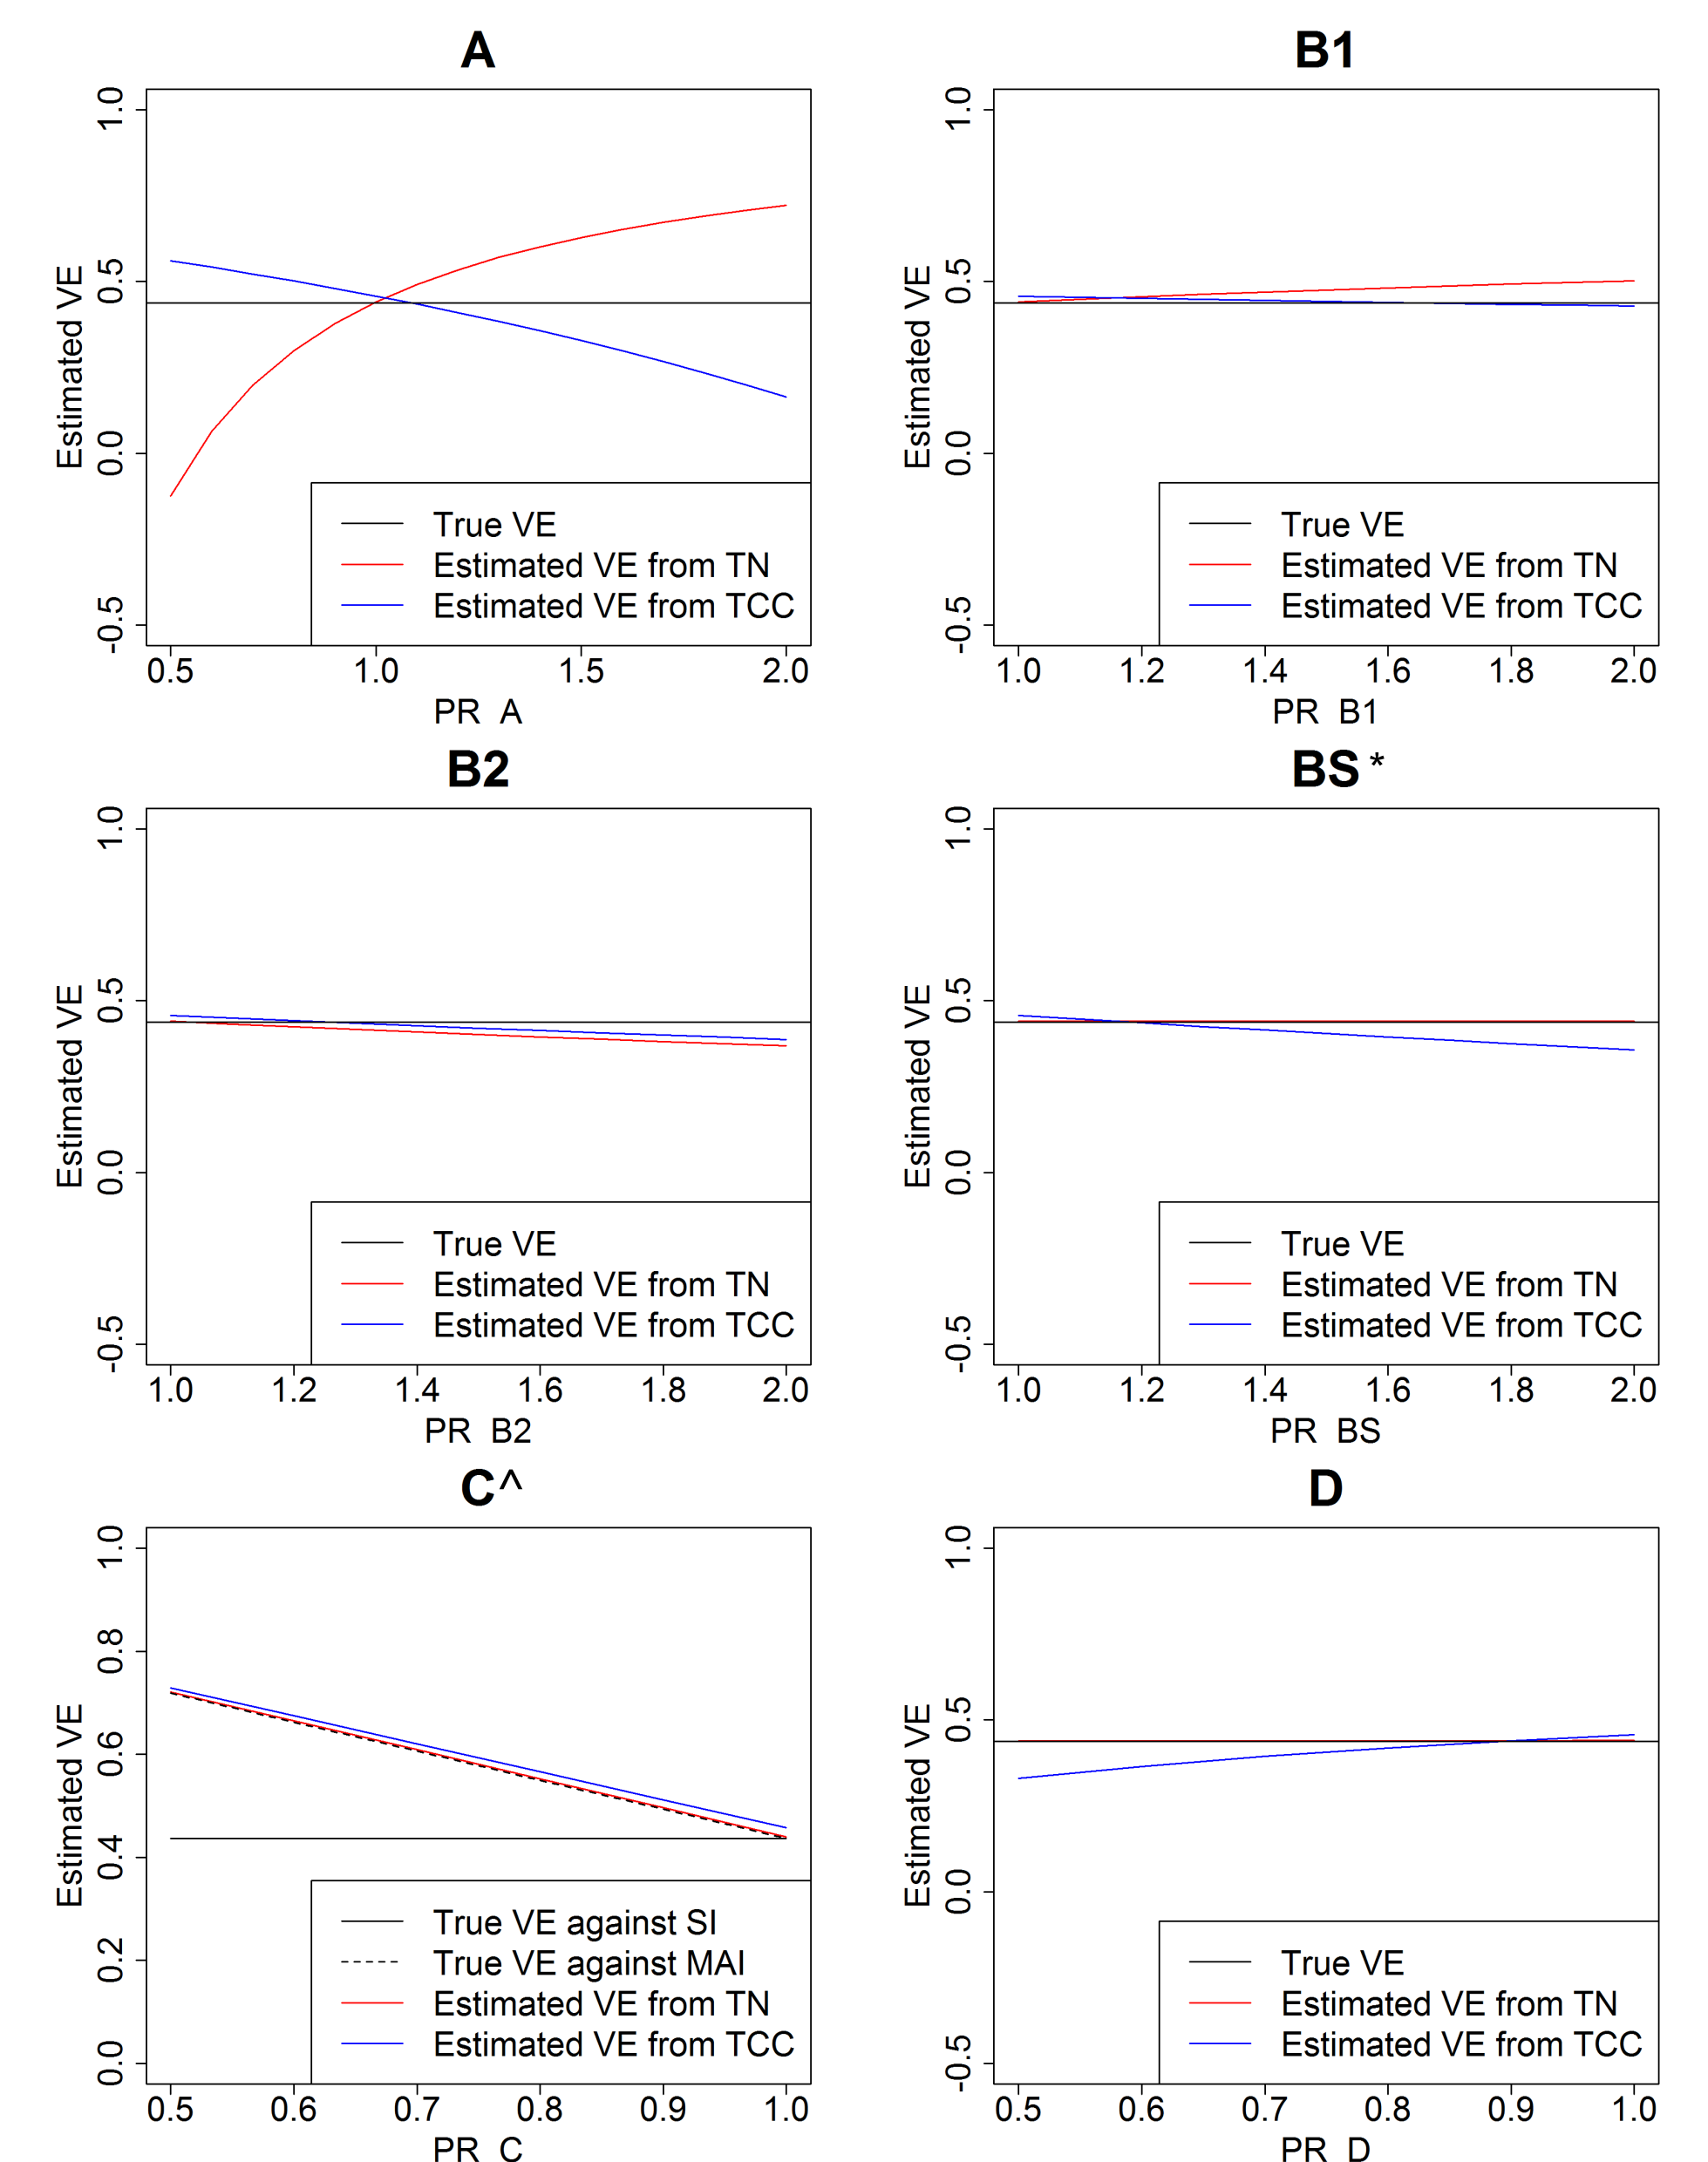 A
Estimated VE
1.0
0.5
0.0
-0.5
True VE
Estimated VE from TN
Estimated VE from TCC
0.5 1.0 1.5 2.0
PR A
B1
Estimated VE
1.0
0.5
0.0
-0.5
True VE
Estimated VE from TN
Estimated VE from TCC
1.0 1.2 1.4 1.6 1.8 2.0
PR B1
B2
Estimated VE
1.0
0.5
0.0
-0.5
True VE
Estimated VE from TN
Estimated VE from TCC
1.0 1.2 1.4 1.6 1.8 2.0
PR B2
BS *
Estimated VE
1.0
0.5
0.0
-0.5
True VE
Estimated VE from TN
Estimated VE from TCC
1.0 1.2 1.4 1.6 1.8 2.0
PR BS
C^
Estimated VE
1.0
0.8
0.6
0.4
0.2
0.0
True VE against SI
True VE against MAI
Estimated VE from TN
Estimated VE from TCC
0.5 0.6 0.7 0.8 0.9 1.0
PR C
D
Estimated VE
1.0
0.5
0.0
-0.5
True VE
Estimated VE from TN
Estimated VE from TCC
0.5 0.6 0.7 0.8 0.9 1.0
PR D